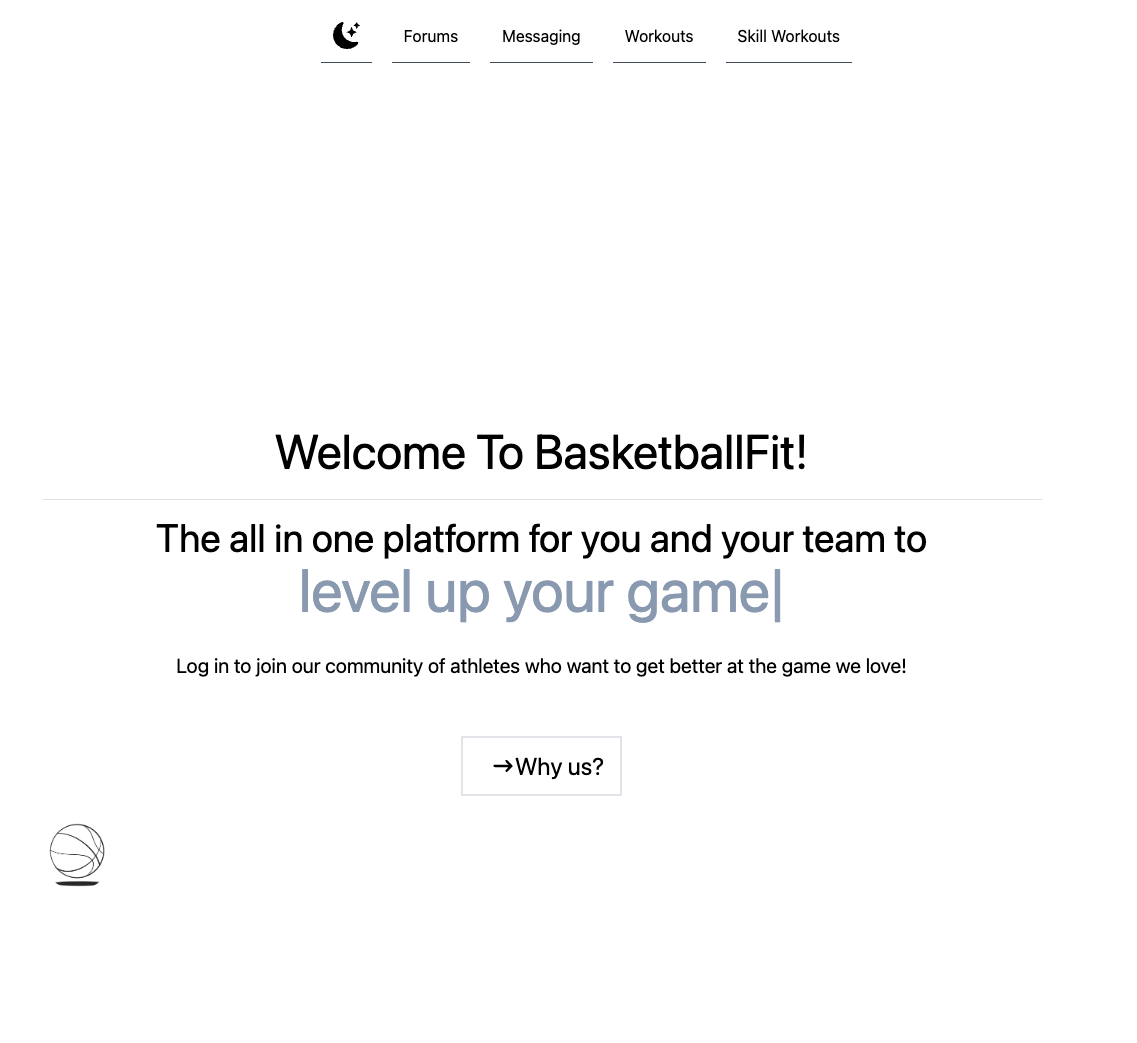 Forums Messaging Workouts Skill Workouts
Welcome To BasketballFit!
The all in one platform for you and your team to
level up your game|
Log in to join our community of athletes who want to get better at the game we love!
→Why us?